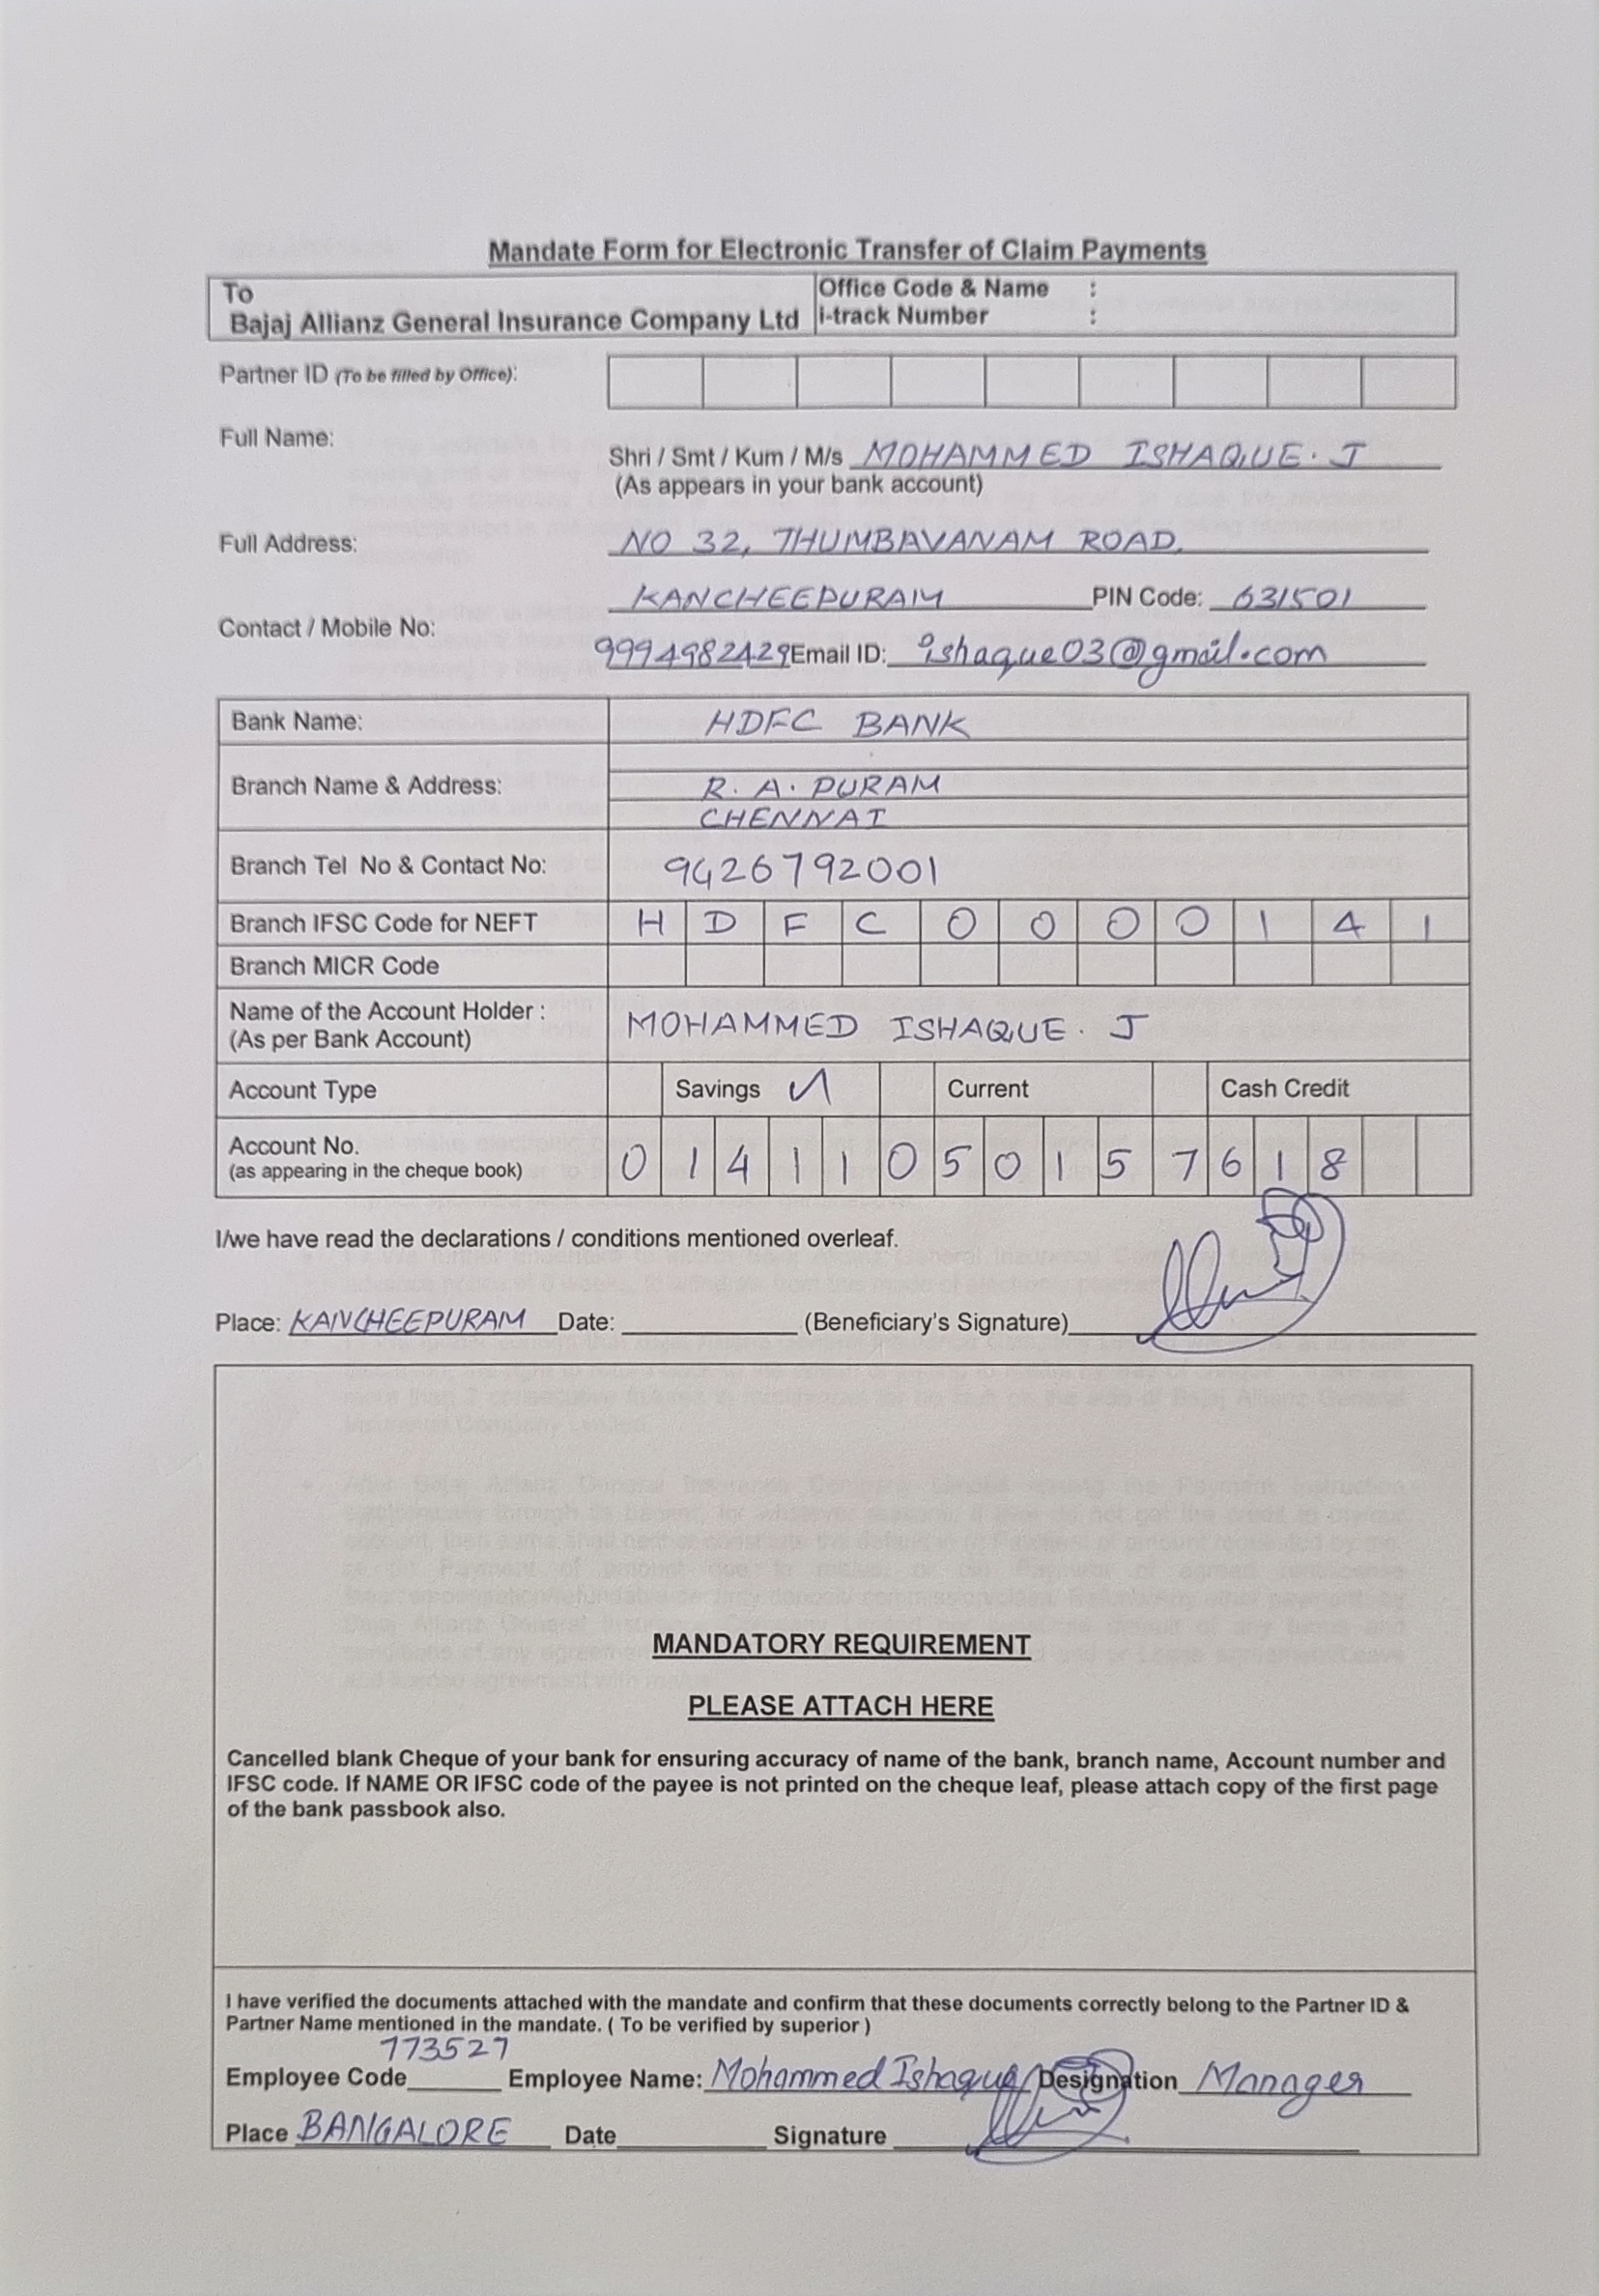 Mandate Form for Electronic Transfer of Claim Payments
To
Bajaj Allianz General Insurance Company Ltd
Office Code & Name :
i-track Number :
Partner ID (To be filled by Office):
Full Name:
Shri / Smt / Kum / M/s MOHAMMED ISHAQUE. J
(As appears in your bank account)
Full Address: NO 32, THUMBAVANAM ROAD,
KANCHEEPURAM PIN Code: 631501
Contact / Mobile No: 9994982429 Email ID: ishaque03@gmail.com
Bank Name: HDFC BANK
Branch Name & Address: R. A. PURAM
CHENNAI
Branch Tel No & Contact No: 9426792001
Branch IFSC Code for NEFT H D F C 0 0 0 0 1 4 1
Branch MICR Code
Name of the Account Holder :
(As per Bank Account)
MOHAMMED ISHAQUE. J
Account Type Savings Current Cash Credit
Account No.
(as appearing in the cheque book)
0 1 4 1 1 0 5 0 1 5 7 6 1 8
I/we have read the declarations / conditions mentioned overleaf.
Place: KANCHEEPURAM Date: (Beneficiary's Signature)
MANDATORY REQUIREMENT
PLEASE ATTACH HERE
Cancelled blank Cheque of your bank for ensuring accuracy of name of the bank, branch name, Account number and
IFSC code. If NAME OR IFSC code of the payee is not printed on the cheque leaf, please attach copy of the first page
of the bank passbook also.
I have verified the documents attached with the mandate and confirm that these documents correctly belong to the Partner ID &
Partner Name mentioned in the mandate. ( To be verified by superior )
773527
Employee Code Employee Name: Mohammed Ishaque Designation Manager
Place BANGALORE Date Signature